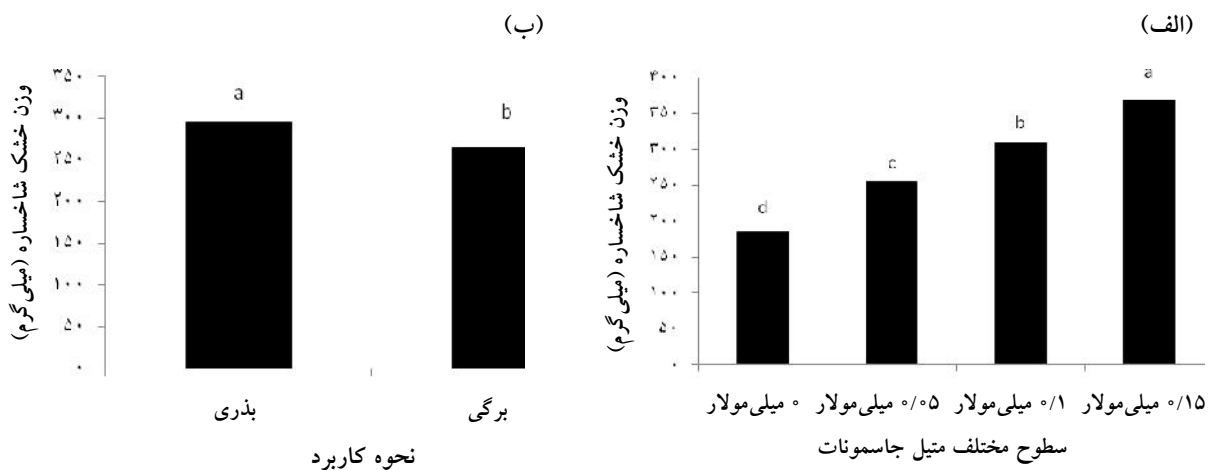 (الف)
وزن خشک شاخساره (میلی‌گرم)
۴۰۰
۳۵۰
۳۰۰
۲۵۰
۲۰۰
۱۵۰
۱۰۰
۵۰
۰
d
c
b
a
۰ میلی‌مولار
۰/۰۵ میلی‌مولار
۰/۱ میلی‌مولار
۰/۱۵ میلی‌مولار
سطوح مختلف متیل جاسمونات
(ب)
وزن خشک شاخساره (میلی‌گرم)
۳۵۰
۳۰۰
۲۵۰
۲۰۰
۱۵۰
۱۰۰
۵۰
۰
a
b
بذری
برگی
نحوه کاربرد